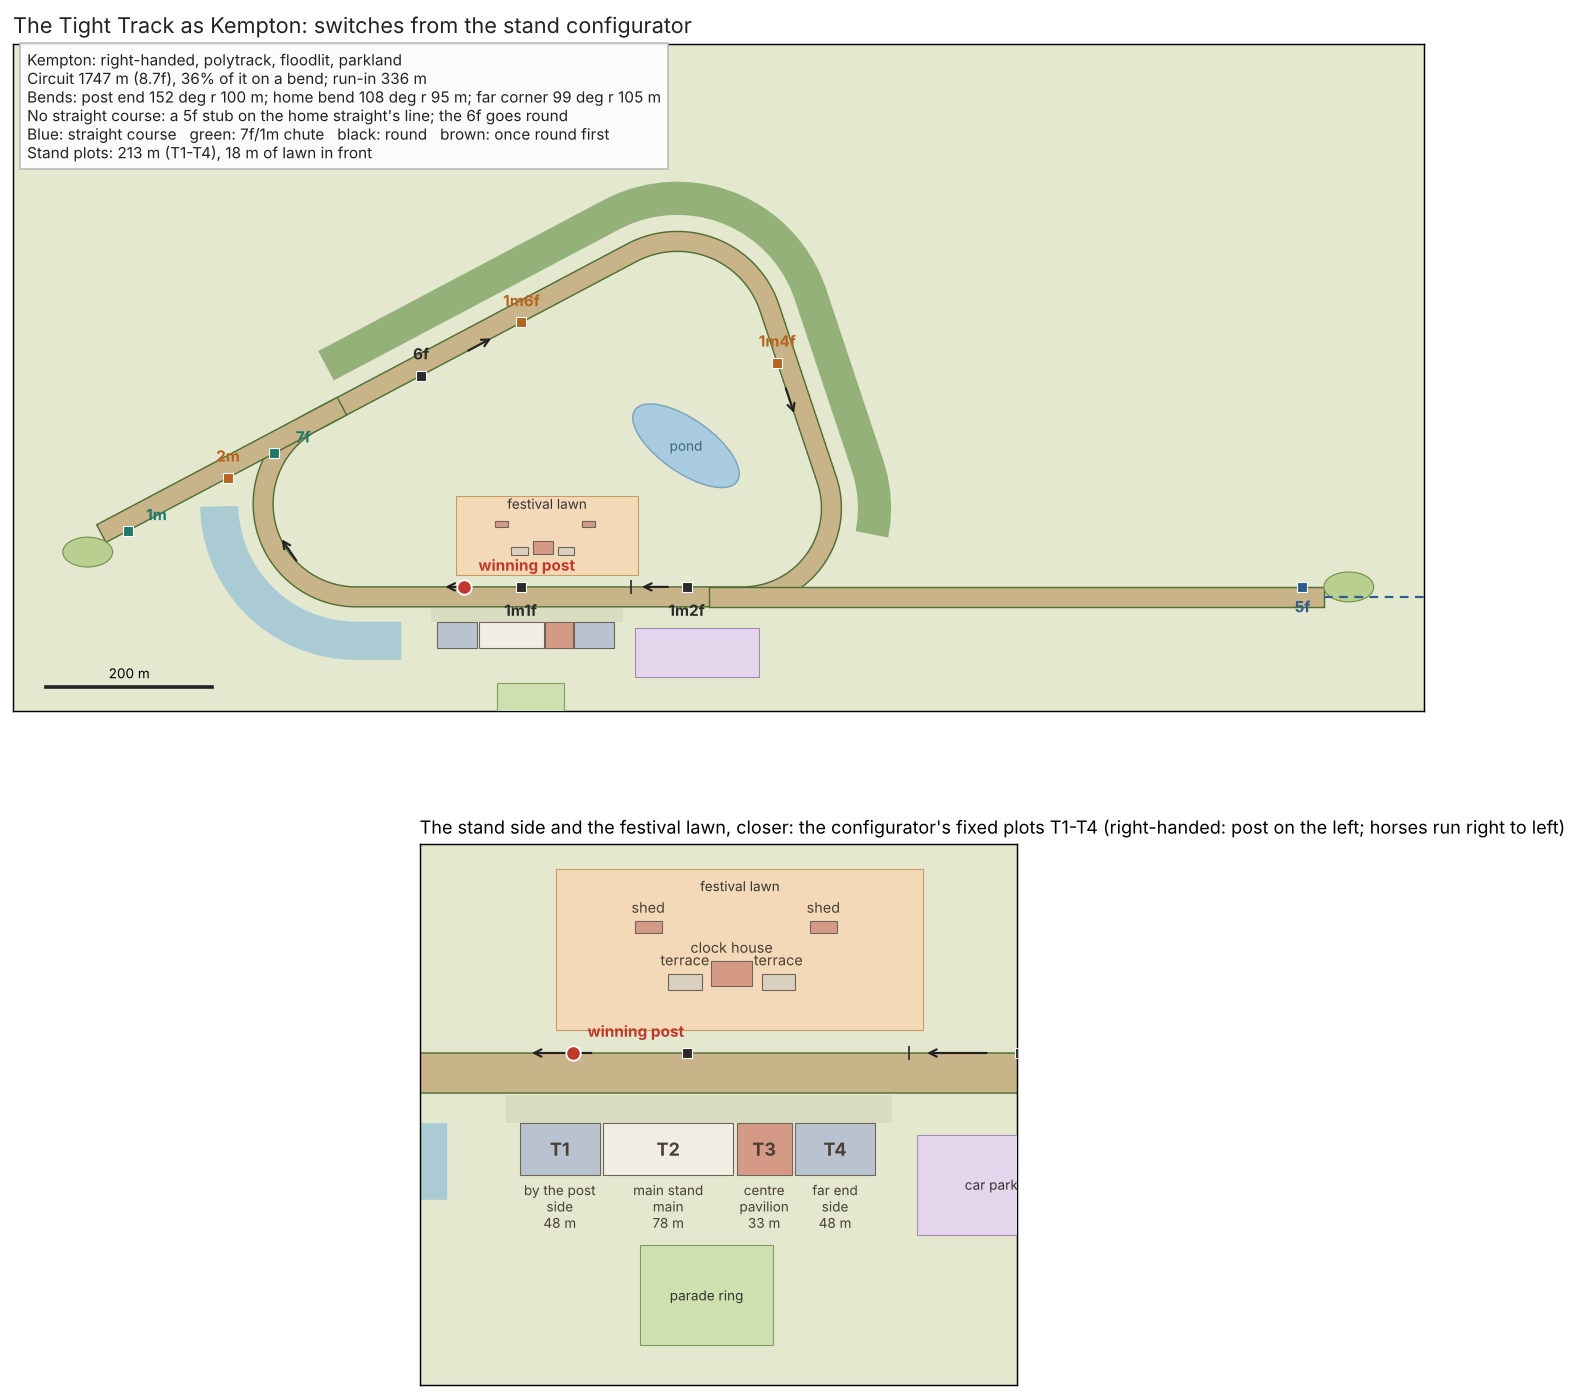 The Tight Track as Kempton: switches from the stand configurator
Kempton: right-handed, polytrack, floodlit, parkland
Circuit 1747 m (8.7f), 36% of it on a bend; run-in 336 m
Bends: post end 152 deg r 100 m; home bend 108 deg r 95 m; far corner 99 deg r 105 m
No straight course: a 5f stub on the home straight's line; the 6f goes round
Blue: straight course   green: 7f/1m chute   black: round   brown: once round first
Stand plots: 213 m (T1-T4), 18 m of lawn in front
1m6f
1m4f
6f
7f
2m
1m
pond
festival lawn
winning post
1m1f
1m2f
5f
200 m
The stand side and the festival lawn, closer: the configurator's fixed plots T1-T4 (right-handed: post on the left; horses run right to left)
festival lawn
shed
shed
clock house
terrace
terrace
winning post
T1
T2
T3
T4
by the post
side
48 m
main stand
main
78 m
centre
pavilion
33 m
far end
side
48 m
car park
parade ring